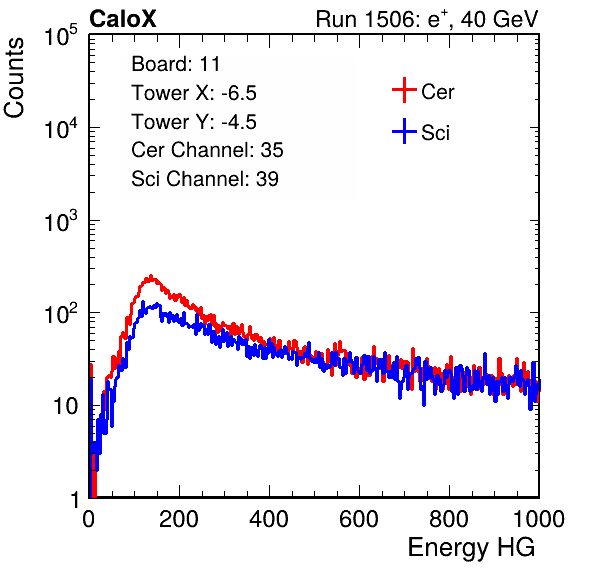 CaloX Run 1506: e⁺, 40 GeV
Counts
10⁵
10⁴
10³
10²
10
1
Board: 11
Tower X: -6.5
Tower Y: -4.5
Cer Channel: 35
Sci Channel: 39
Cer
Sci
0 200 400 600 800 1000
Energy HG